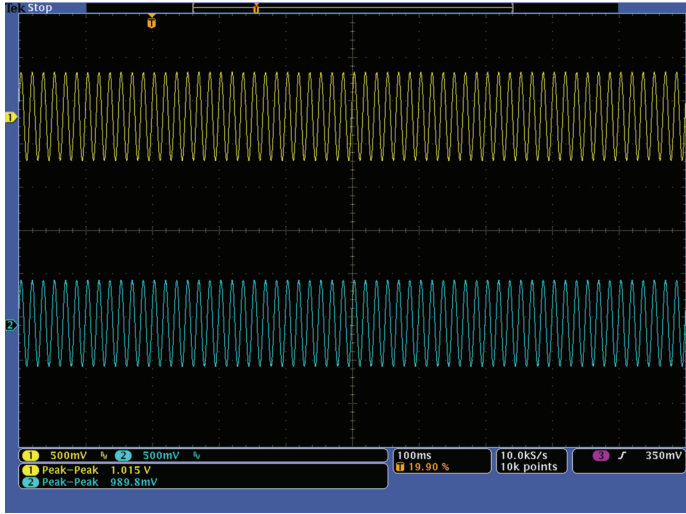 Tek Stop
T
T
1
2
1 500mV 2 500mV
1 Peak-Peak 1.015 V
2 Peak-Peak 989.8mV
100ms
T 19.90 %
10.0kS/s
10k points
3 350mV